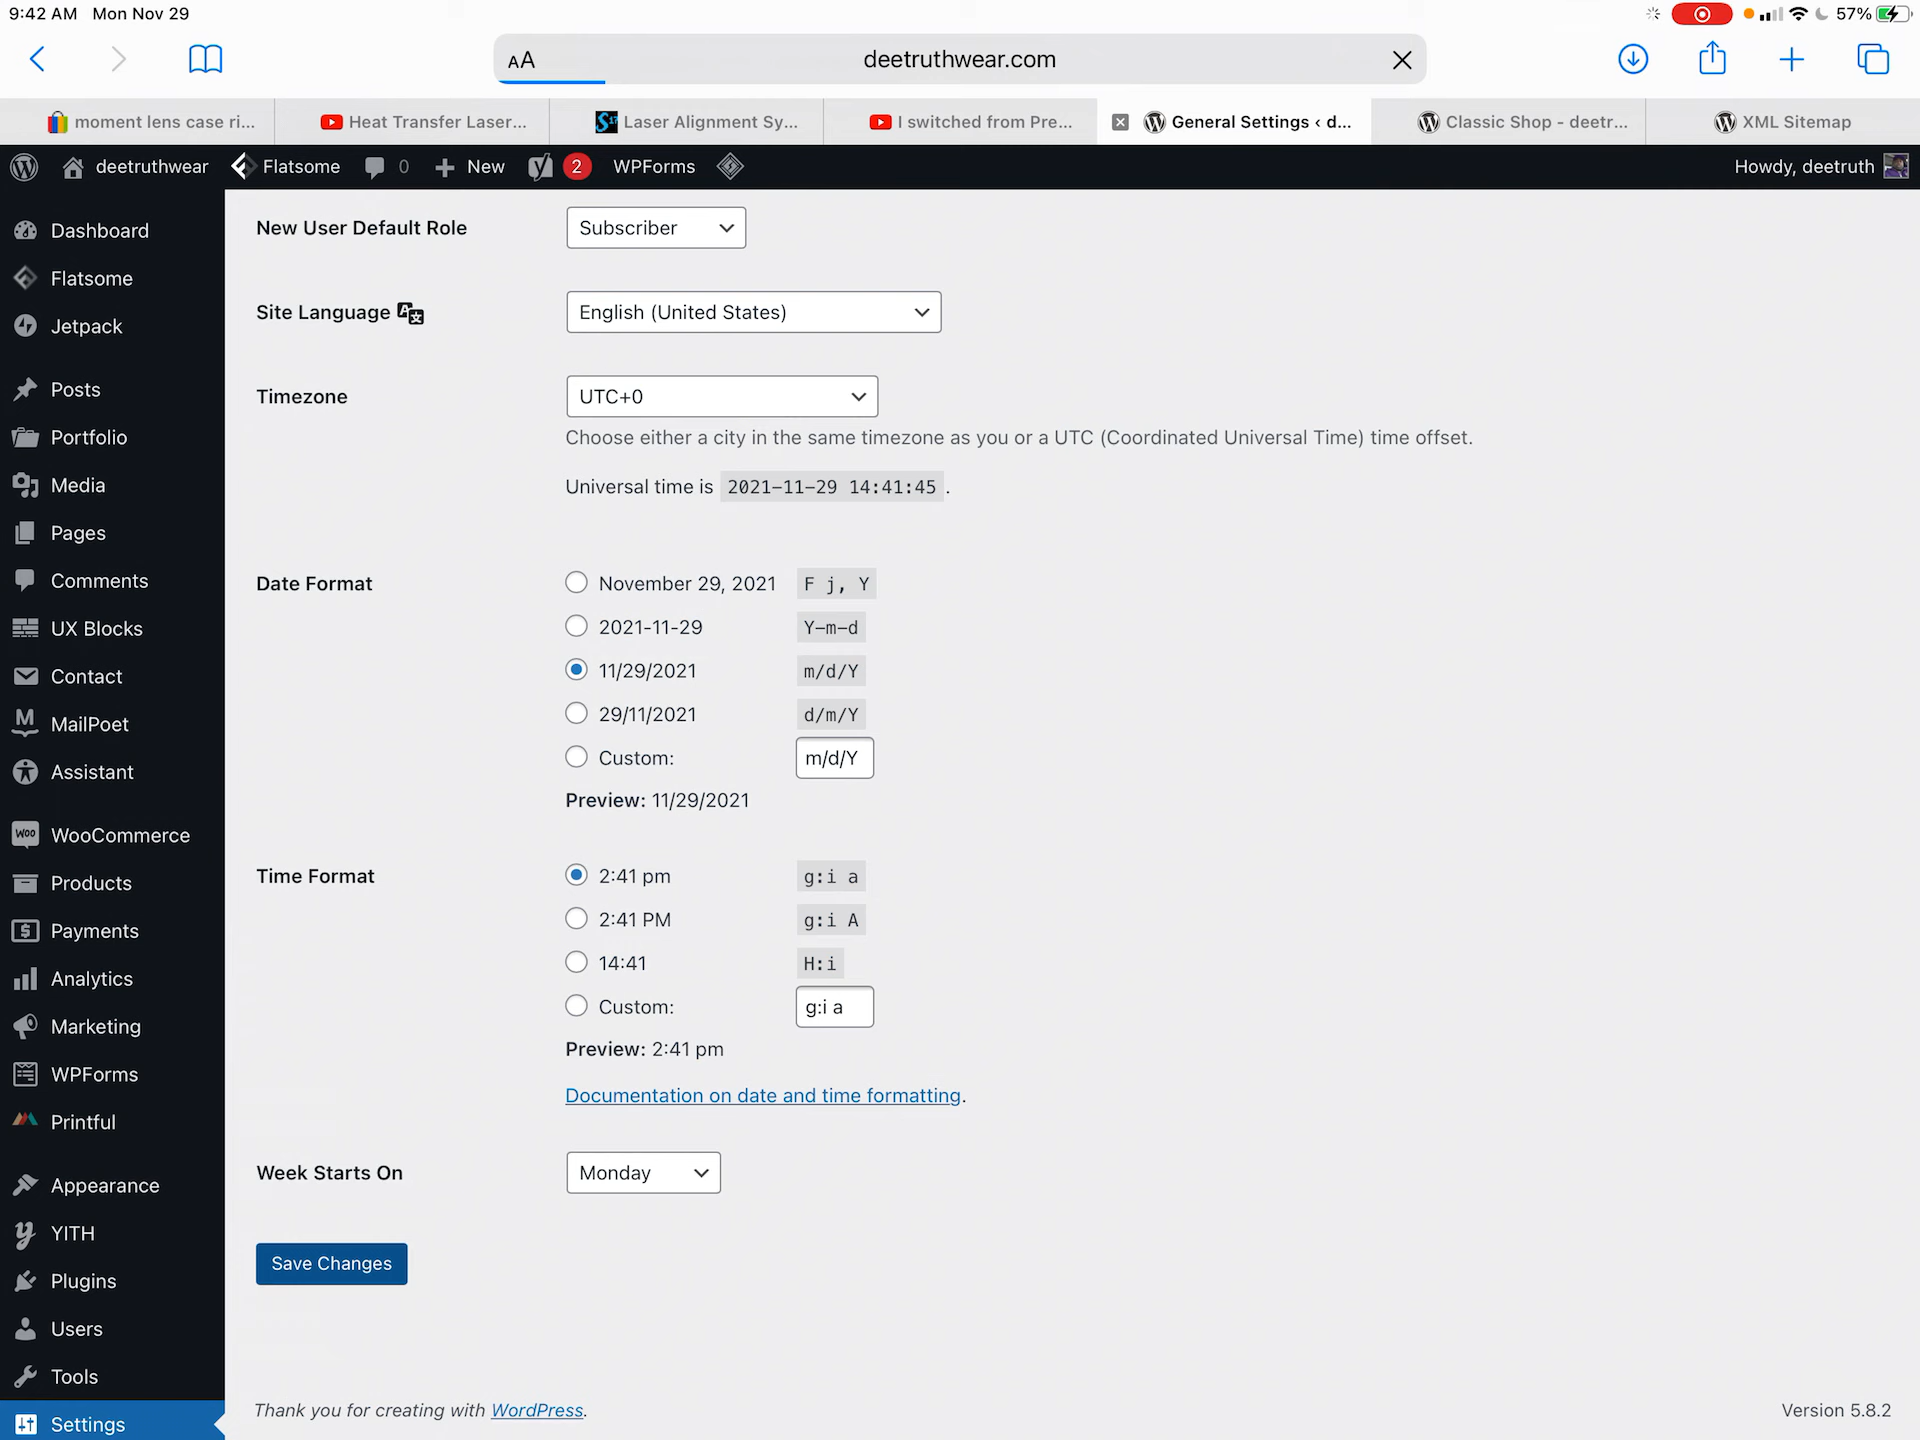 9:42 AM Mon Nov 29
57%
AA deetruthwear.com
moment lens case ri...
Heat Transfer Laser...
Laser Alignment Sy...
I switched from Pre...
General Settings ‹ d...
Classic Shop - deetr...
XML Sitemap
deetruthwear Flatsome 0 New 2 WPForms Howdy, deetruth
Dashboard
Flatsome
Jetpack
Posts
Portfolio
Media
Pages
Comments
UX Blocks
Contact
MailPoet
Assistant
WooCommerce
Products
Payments
Analytics
Marketing
WPForms
Printful
Appearance
YITH
Plugins
Users
Tools
Settings
New User Default Role Subscriber
Site Language English (United States)
Timezone UTC+0
Choose either a city in the same timezone as you or a UTC (Coordinated Universal Time) time offset.
Universal time is 2021-11-29 14:41:45 .
Date Format November 29, 2021 F j, Y
2021-11-29 Y-m-d
11/29/2021 m/d/Y
29/11/2021 d/m/Y
Custom: m/d/Y
Preview: 11/29/2021
Time Format 2:41 pm g:i a
2:41 PM g:i A
14:41 H:i
Custom: g:i a
Preview: 2:41 pm
Documentation on date and time formatting.
Week Starts On Monday
Save Changes
Thank you for creating with WordPress.
Version 5.8.2